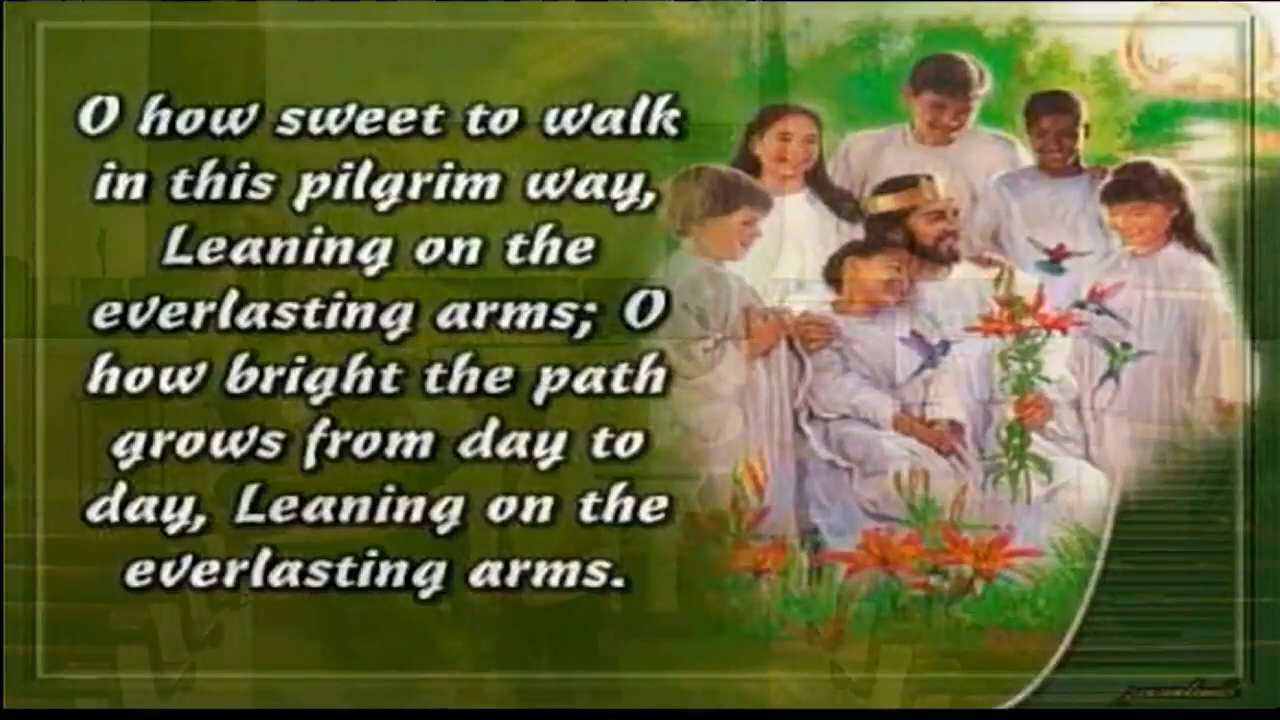 O how sweet to walk
in this pilgrim way,
Leaning on the
everlasting arms; O
how bright the path
grows from day to
day, Leaning on the
everlasting arms.